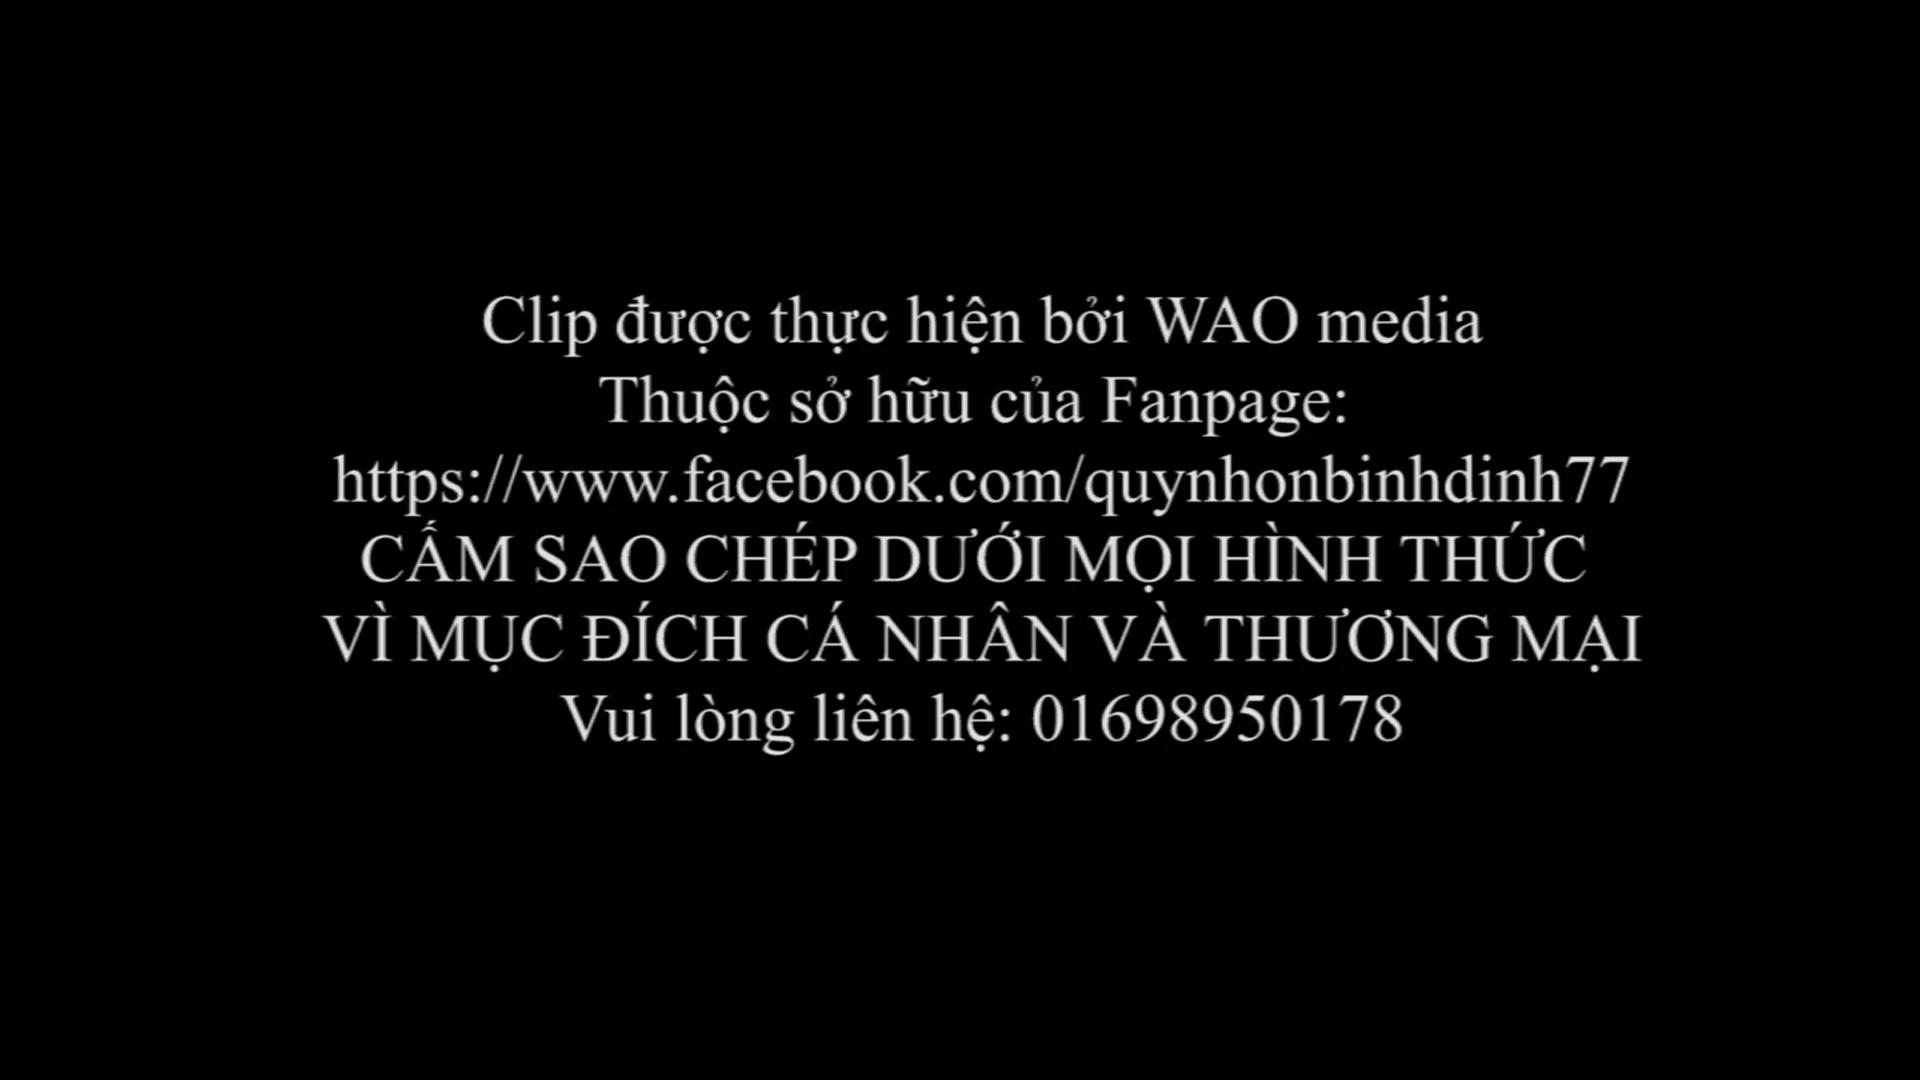 Clip được thực hiện bởi WAO media
Thuộc sở hữu của Fanpage:
https://www.facebook.com/quynhonbinhdinh77
CẤM SAO CHÉP DƯỚI MỌI HÌNH THỨC
VÌ MỤC ĐÍCH CÁ NHÂN VÀ THƯƠNG MẠI
Vui lòng liên hệ: 01698950178